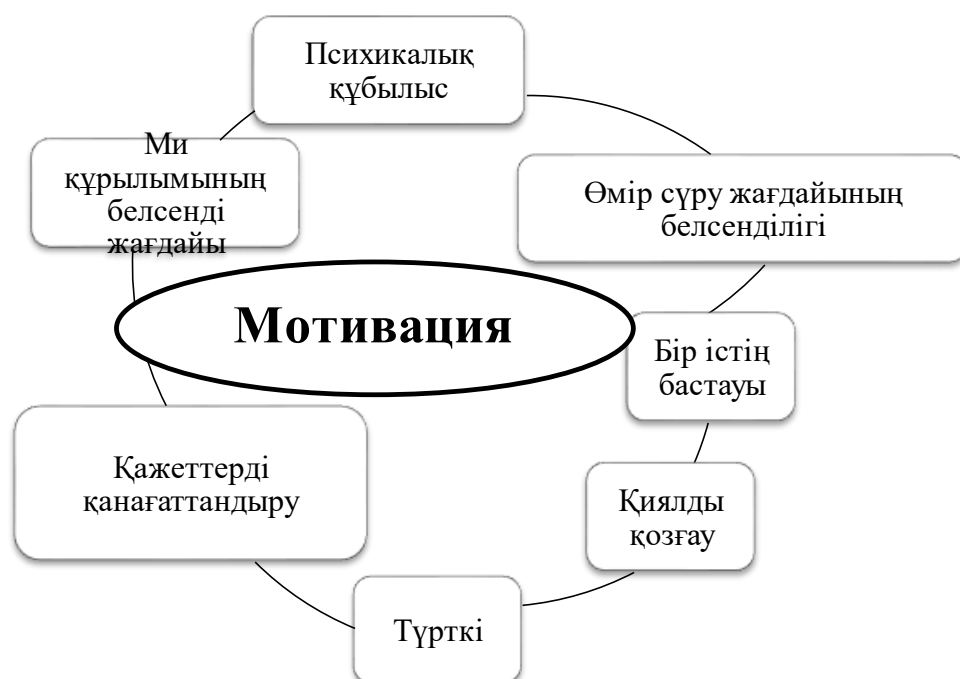 Психикалық
құбылыс
Өмір сүру жағдайының
белсенділігі
Бір істің
бастауы
Қиялды
қозғау
Түрткі
Қажеттерді
қанағаттандыру
Ми
құрылымының
белсенді
жағдайы
Мотивация